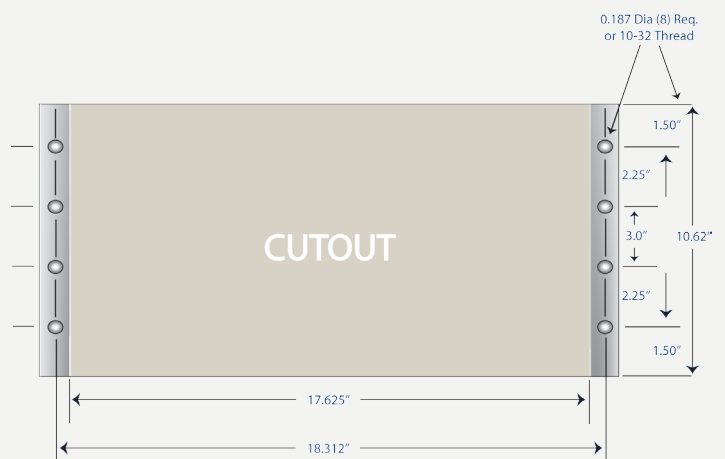 0.187 Dia (8) Req.
or 10-32 Thread
1.50"
2.25"
3.0"
10.62"
CUTOUT
2.25"
1.50"
17.625"
18.312"